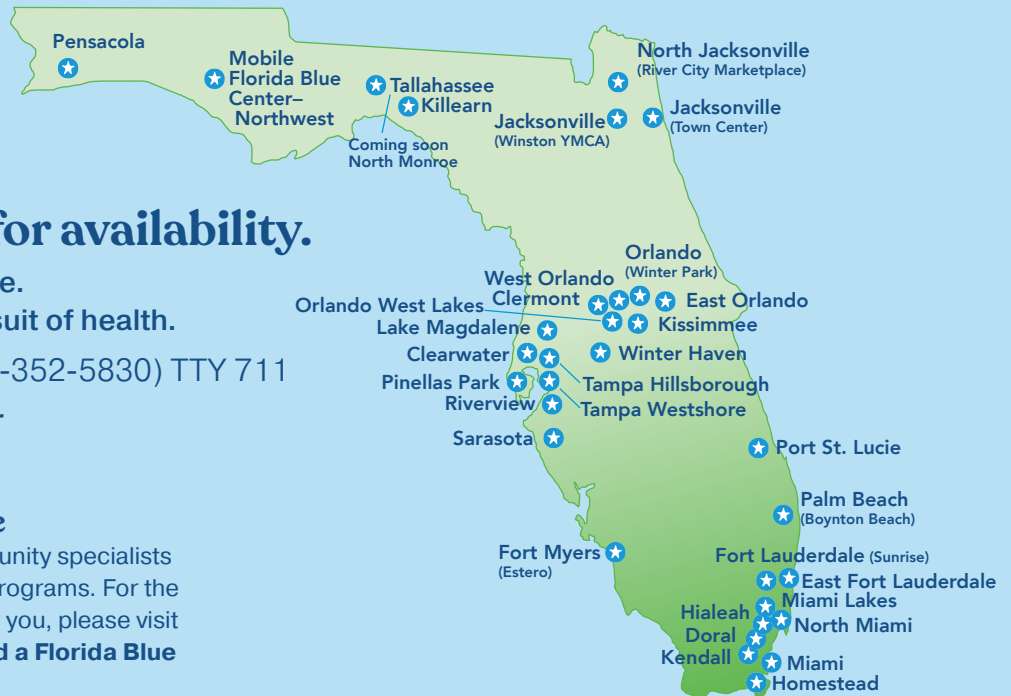 Pensacola
Mobile
Florida Blue
Center–
Northwest
Tallahassee
Killearn
Coming soon
North Monroe
North Jacksonville
(River City Marketplace)
Jacksonville
(Winston YMCA)
Jacksonville
(Town Center)
for availability.
e.
suit of health.
-352-5830) TTY 711
r
e
unity specialists
programs. For the
you, please visit
d a Florida Blue
Orlando
(Winter Park)
West Orlando
Clermont
Orlando West Lakes
East Orlando
Kissimmee
Lake Magdalene
Clearwater
Winter Haven
Pinellas Park
Tampa Hillsborough
Riverview
Tampa Westshore
Sarasota
Port St. Lucie
Palm Beach
(Boynton Beach)
Fort Myers
(Estero)
Fort Lauderdale (Sunrise)
East Fort Lauderdale
Miami Lakes
Hialeah
North Miami
Doral
Kendall
Miami
Homestead